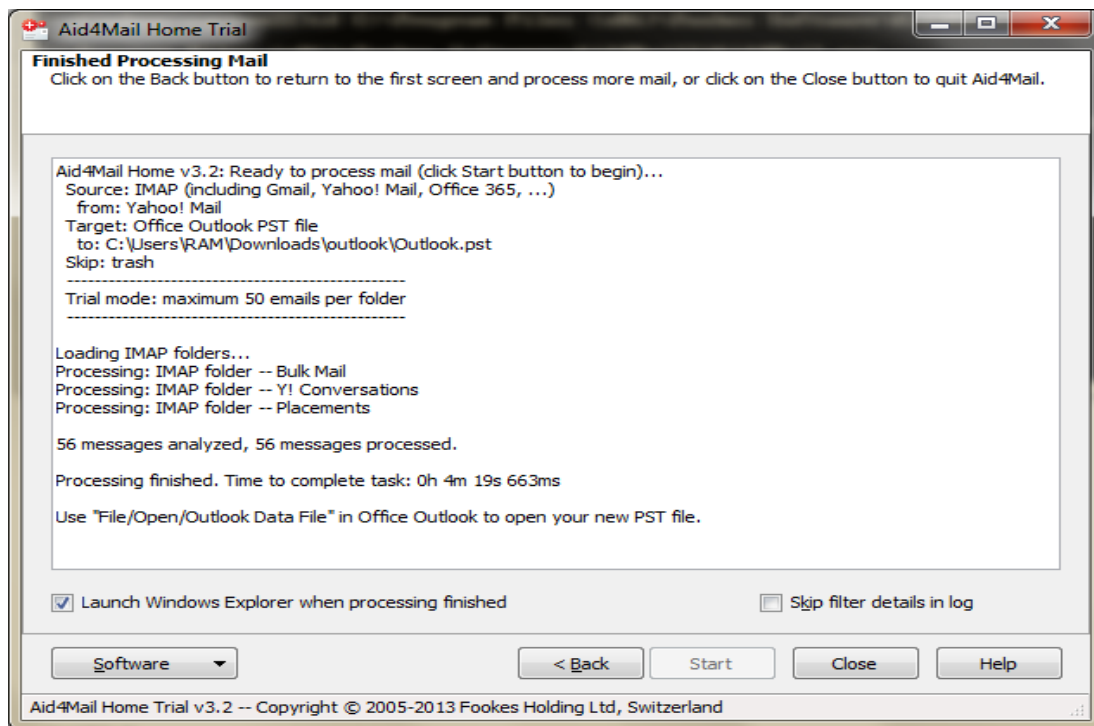 Aid4Mail Home Trial
Finished Processing Mail
Click on the Back button to return to the first screen and process more mail, or click on the Close button to quit Aid4Mail.
Aid4Mail Home v3.2: Ready to process mail (click Start button to begin)...
Source: IMAP (including Gmail, Yahoo! Mail, Office 365, ...)
from: Yahoo! Mail
Target: Office Outlook PST file
to: C:\Users\RAM\Downloads\outlook\Outlook.pst
Skip: trash
-------------------------------------------------
Trial mode: maximum 50 emails per folder
-------------------------------------------------
Loading IMAP folders...
Processing: IMAP folder -- Bulk Mail
Processing: IMAP folder -- Y! Conversations
Processing: IMAP folder -- Placements
56 messages analyzed, 56 messages processed.
Processing finished. Time to complete task: 0h 4m 19s 663ms
Use "File/Open/Outlook Data File" in Office Outlook to open your new PST file.
Launch Windows Explorer when processing finished
Skip filter details in log
Software
< Back
Start
Close
Help
Aid4Mail Home Trial v3.2 -- Copyright © 2005-2013 Fookes Holding Ltd, Switzerland